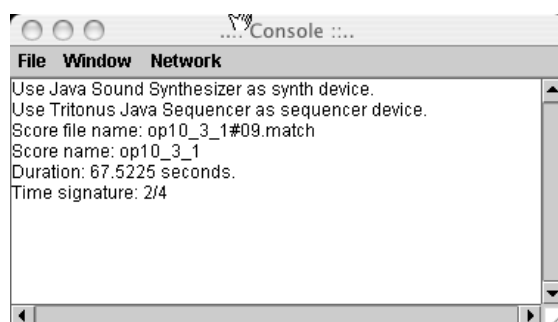 ....: Console ::..
File Window Network
Use Java Sound Synthesizer as synth device.
Use Tritonus Java Sequencer as sequencer device.
Score file name: op10_3_1#09.match
Score name: op10_3_1
Duration: 67.5225 seconds.
Time signature: 2/4